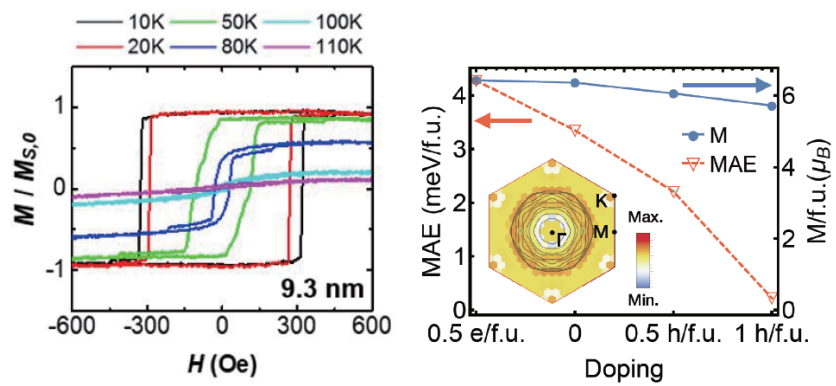 10K 50K 100K
20K 80K 110K
M / M_S,0
1
0
-1
9.3 nm
-600 -300 0 300 600
H (Oe)
MAE (meV/f.u.)
4
3
2
1
0
M
MAE
K
M
Γ
Max.
Min.
6
4
2
0
M/f.u.(μ_B)
0.5 e/f.u. 0 0.5 h/f.u. 1 h/f.u.
Doping